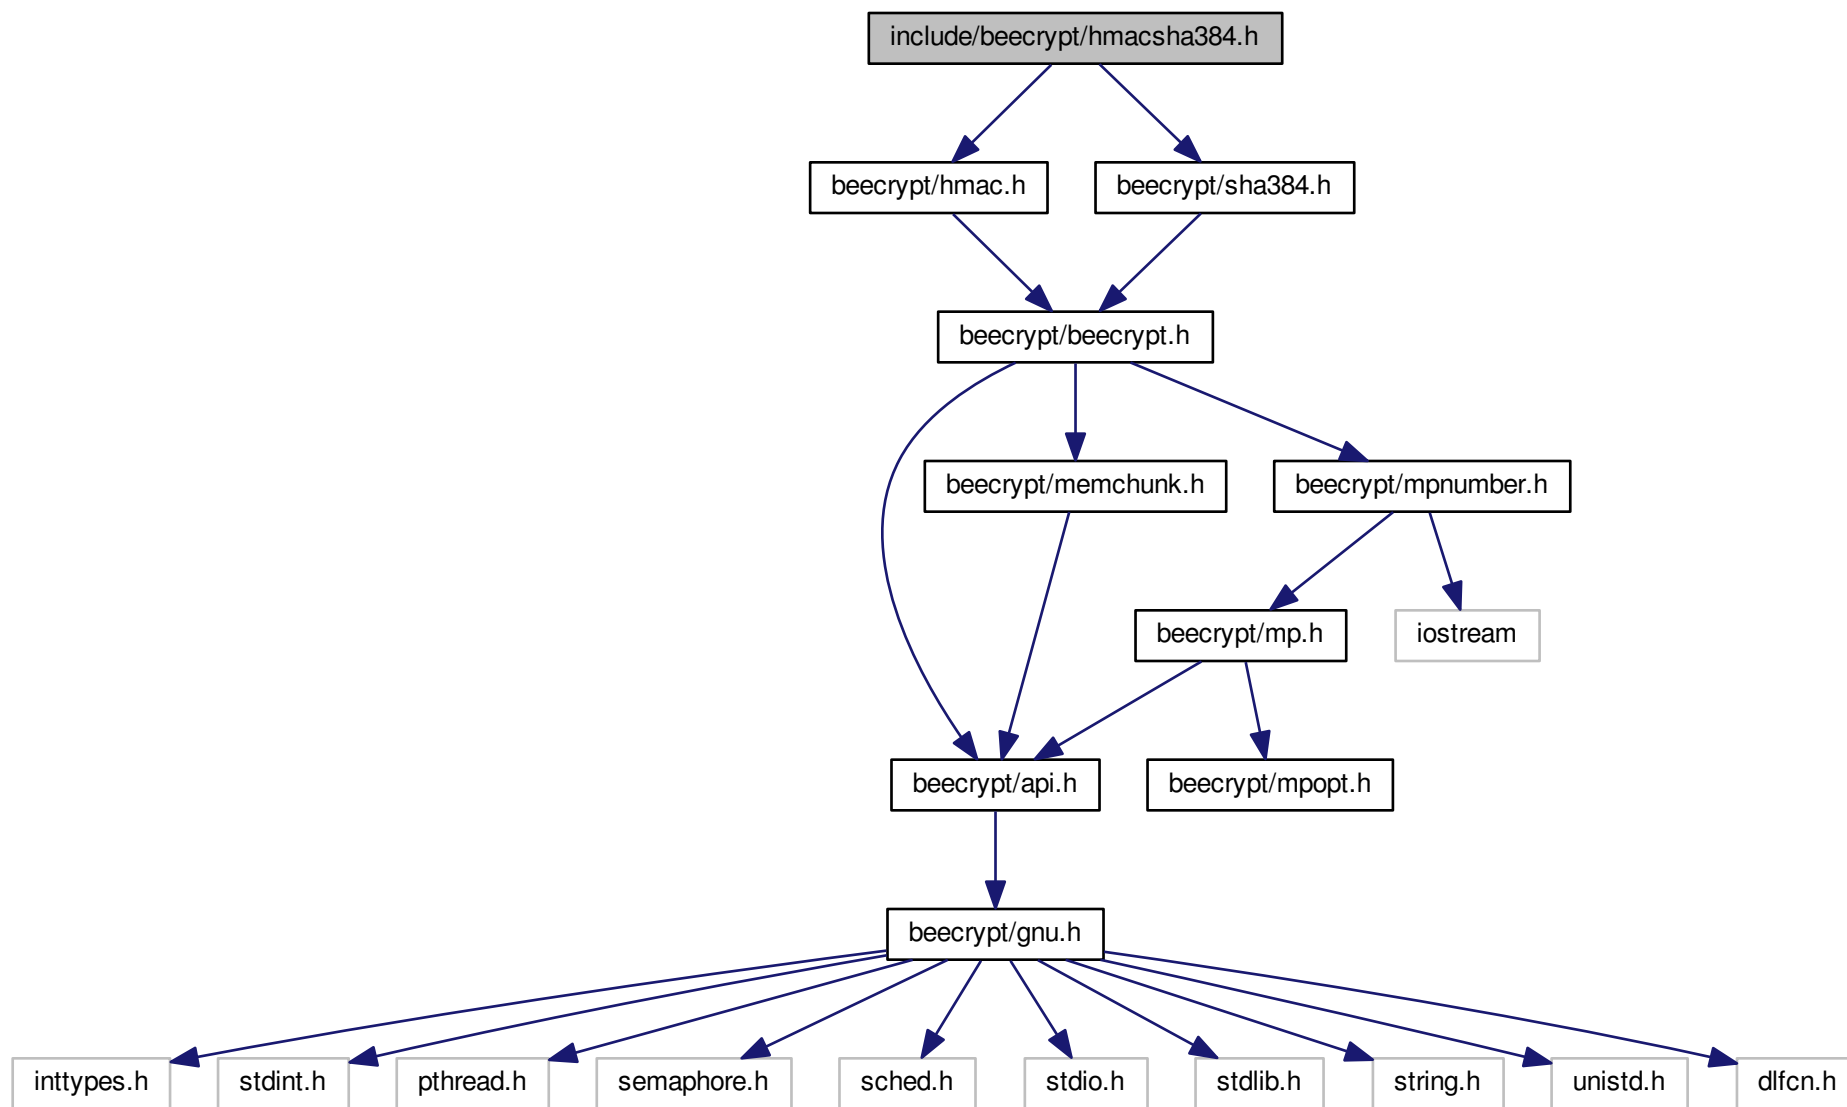 include/beecrypt/hmacsha384.h
beecrypt/hmac.h
beecrypt/sha384.h
beecrypt/beecrypt.h
beecrypt/memchunk.h
beecrypt/mpnumber.h
beecrypt/mp.h
iostream
beecrypt/api.h
beecrypt/mpopt.h
beecrypt/gnu.h
inttypes.h
stdint.h
pthread.h
semaphore.h
sched.h
stdio.h
stdlib.h
string.h
unistd.h
dlfcn.h